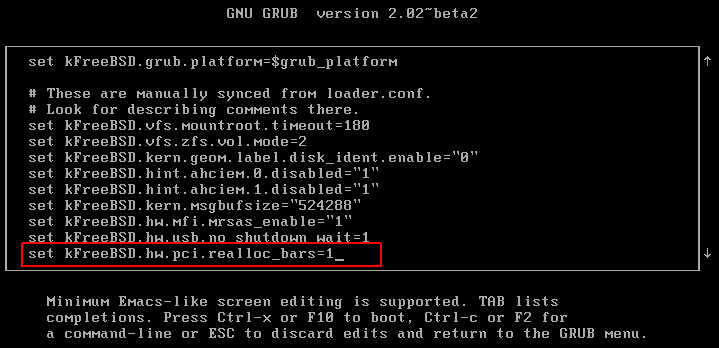 GNU GRUB  version 2.02~beta2
set kFreeBSD.grub.platform=$grub_platform
# These are manually synced from loader.conf.
# Look for describing comments there.
set kFreeBSD.vfs.mountroot.timeout=180
set kFreeBSD.vfs.zfs.vol.mode=2
set kFreeBSD.kern.geom.label.disk_ident.enable="0"
set kFreeBSD.hint.ahciem.0.disabled="1"
set kFreeBSD.hint.ahciem.1.disabled="1"
set kFreeBSD.kern.msgbufsize="524288"
set kFreeBSD.hw.mfi.mrsas_enable="1"
set kFreeBSD.hw.usb.no_shutdown_wait=1
set kFreeBSD.hw.pci.realloc_bars=1_
Minimum Emacs-like screen editing is supported. TAB lists
completions. Press Ctrl-x or F10 to boot, Ctrl-c or F2 for
a command-line or ESC to discard edits and return to the GRUB menu.